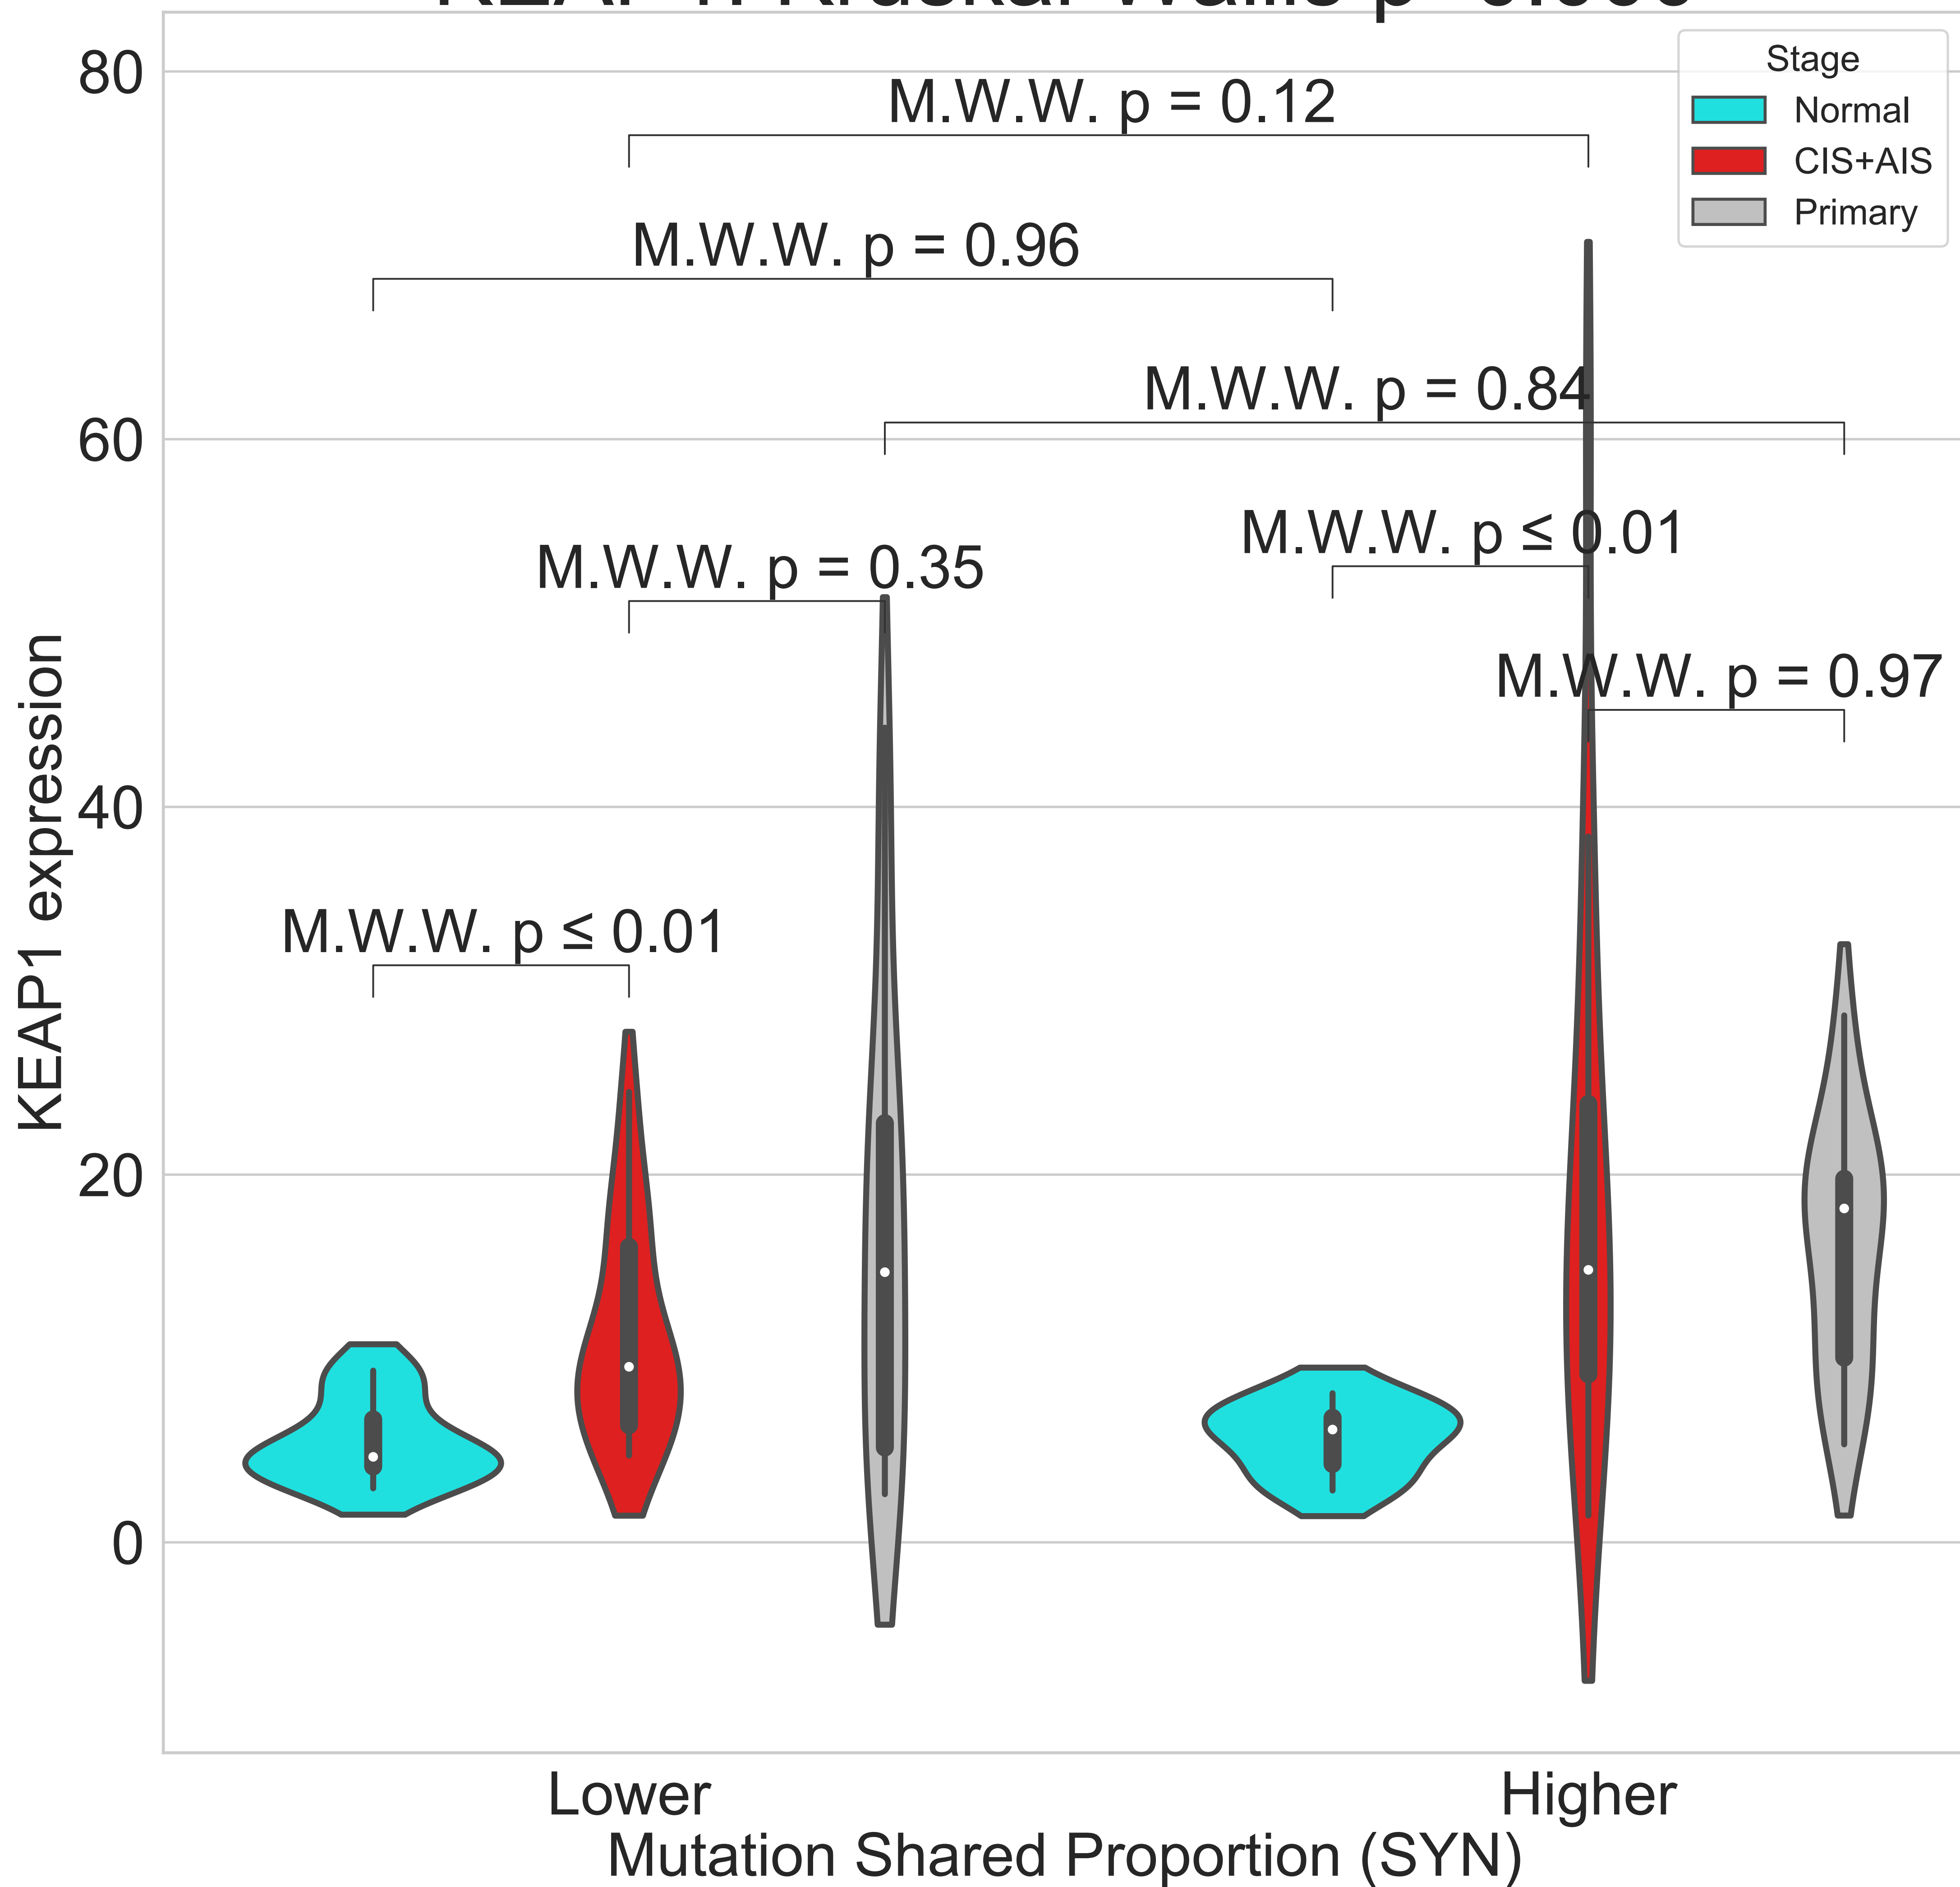 80
60
40
20
0
KEAP1 expression
Stage
Normal
CIS+AIS
Primary
M.W.W. p = 0.12
M.W.W. p = 0.96
M.W.W. p = 0.84
M.W.W. p ≤ 0.01
M.W.W. p = 0.35
M.W.W. p = 0.97
M.W.W. p ≤ 0.01
Lower
Higher
Mutation Shared Proportion (SYN)